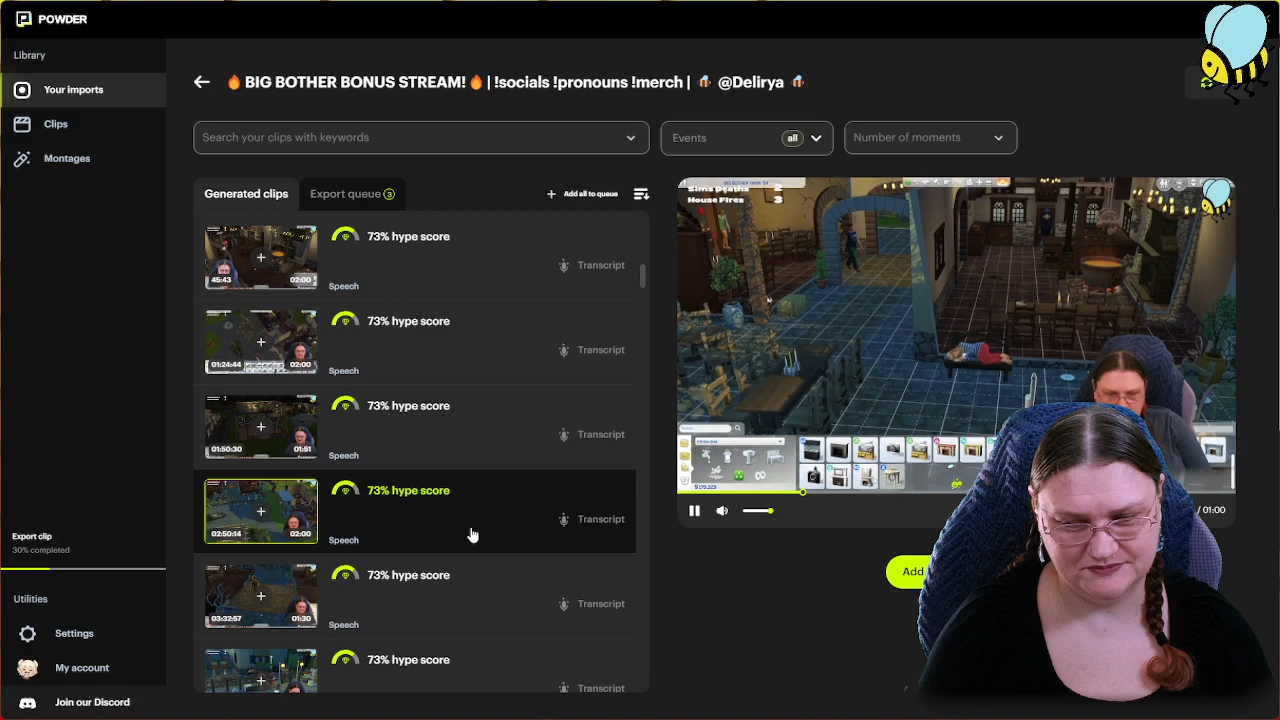 POWDER
Library
Your imports
Clips
Montages
Export clip
30% completed
Utilities
Settings
My account
Join our Discord
🔥 BIG BOTHER BONUS STREAM! 🔥 | !socials !pronouns !merch | 🐝 @Delirya 🐝
Search your clips with keywords
Events all
Number of moments
Generated clips
Export queue 3
+ Add all to queue
73% hype score
45:43 02:00
Transcript
Speech
73% hype score
01:24:44 02:00
Transcript
Speech
73% hype score
01:50:30 01:51
Transcript
Speech
73% hype score
02:50:14 02:00
Transcript
Speech
73% hype score
03:32:57 01:30
Transcript
Speech
73% hype score
Transcript
Sims Deaths 2
House Fires 3
/ 01:00
Add